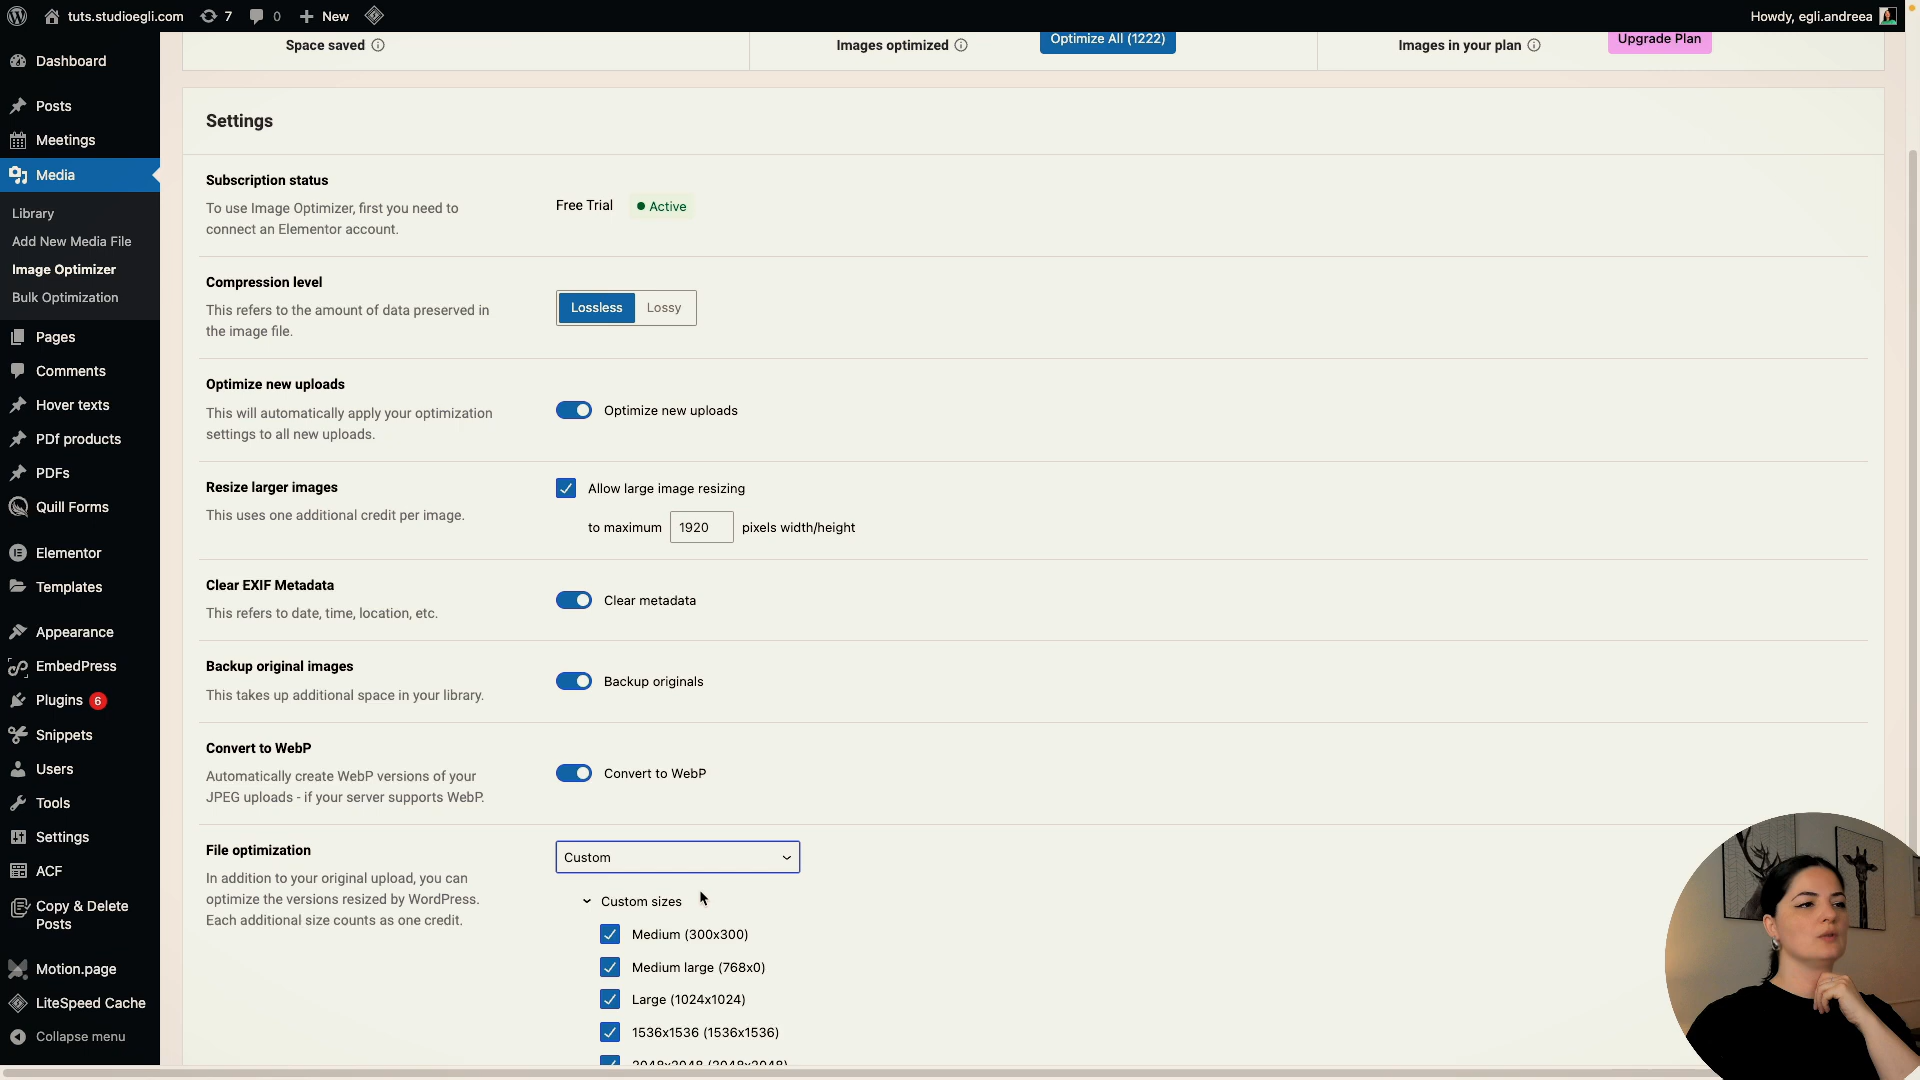 tuts.studioegli.com
7
0
New
Howdy, egli.andreea
Dashboard
Posts
Meetings
Media
Library
Add New Media File
Image Optimizer
Bulk Optimization
Pages
Comments
Hover texts
PDf products
PDFs
Quill Forms
Elementor
Templates
Appearance
EmbedPress
Plugins 6
Snippets
Users
Tools
Settings
ACF
Copy & Delete
Posts
Motion.page
LiteSpeed Cache
Collapse menu
Space saved
Images optimized
Optimize All (1222)
Images in your plan
Upgrade Plan
Settings
Subscription status
To use Image Optimizer, first you need to
connect an Elementor account.
Free Trial
Active
Compression level
This refers to the amount of data preserved in
the image file.
Lossless
Lossy
Optimize new uploads
This will automatically apply your optimization
settings to all new uploads.
Optimize new uploads
Resize larger images
This uses one additional credit per image.
Allow large image resizing
to maximum 1920 pixels width/height
Clear EXIF Metadata
This refers to date, time, location, etc.
Clear metadata
Backup original images
This takes up additional space in your library.
Backup originals
Convert to WebP
Automatically create WebP versions of your
JPEG uploads - if your server supports WebP.
Convert to WebP
File optimization
In addition to your original upload, you can
optimize the versions resized by WordPress.
Each additional size counts as one credit.
Custom
Custom sizes
Medium (300x300)
Medium large (768x0)
Large (1024x1024)
1536x1536 (1536x1536)
2048x2048 (2048x2048)